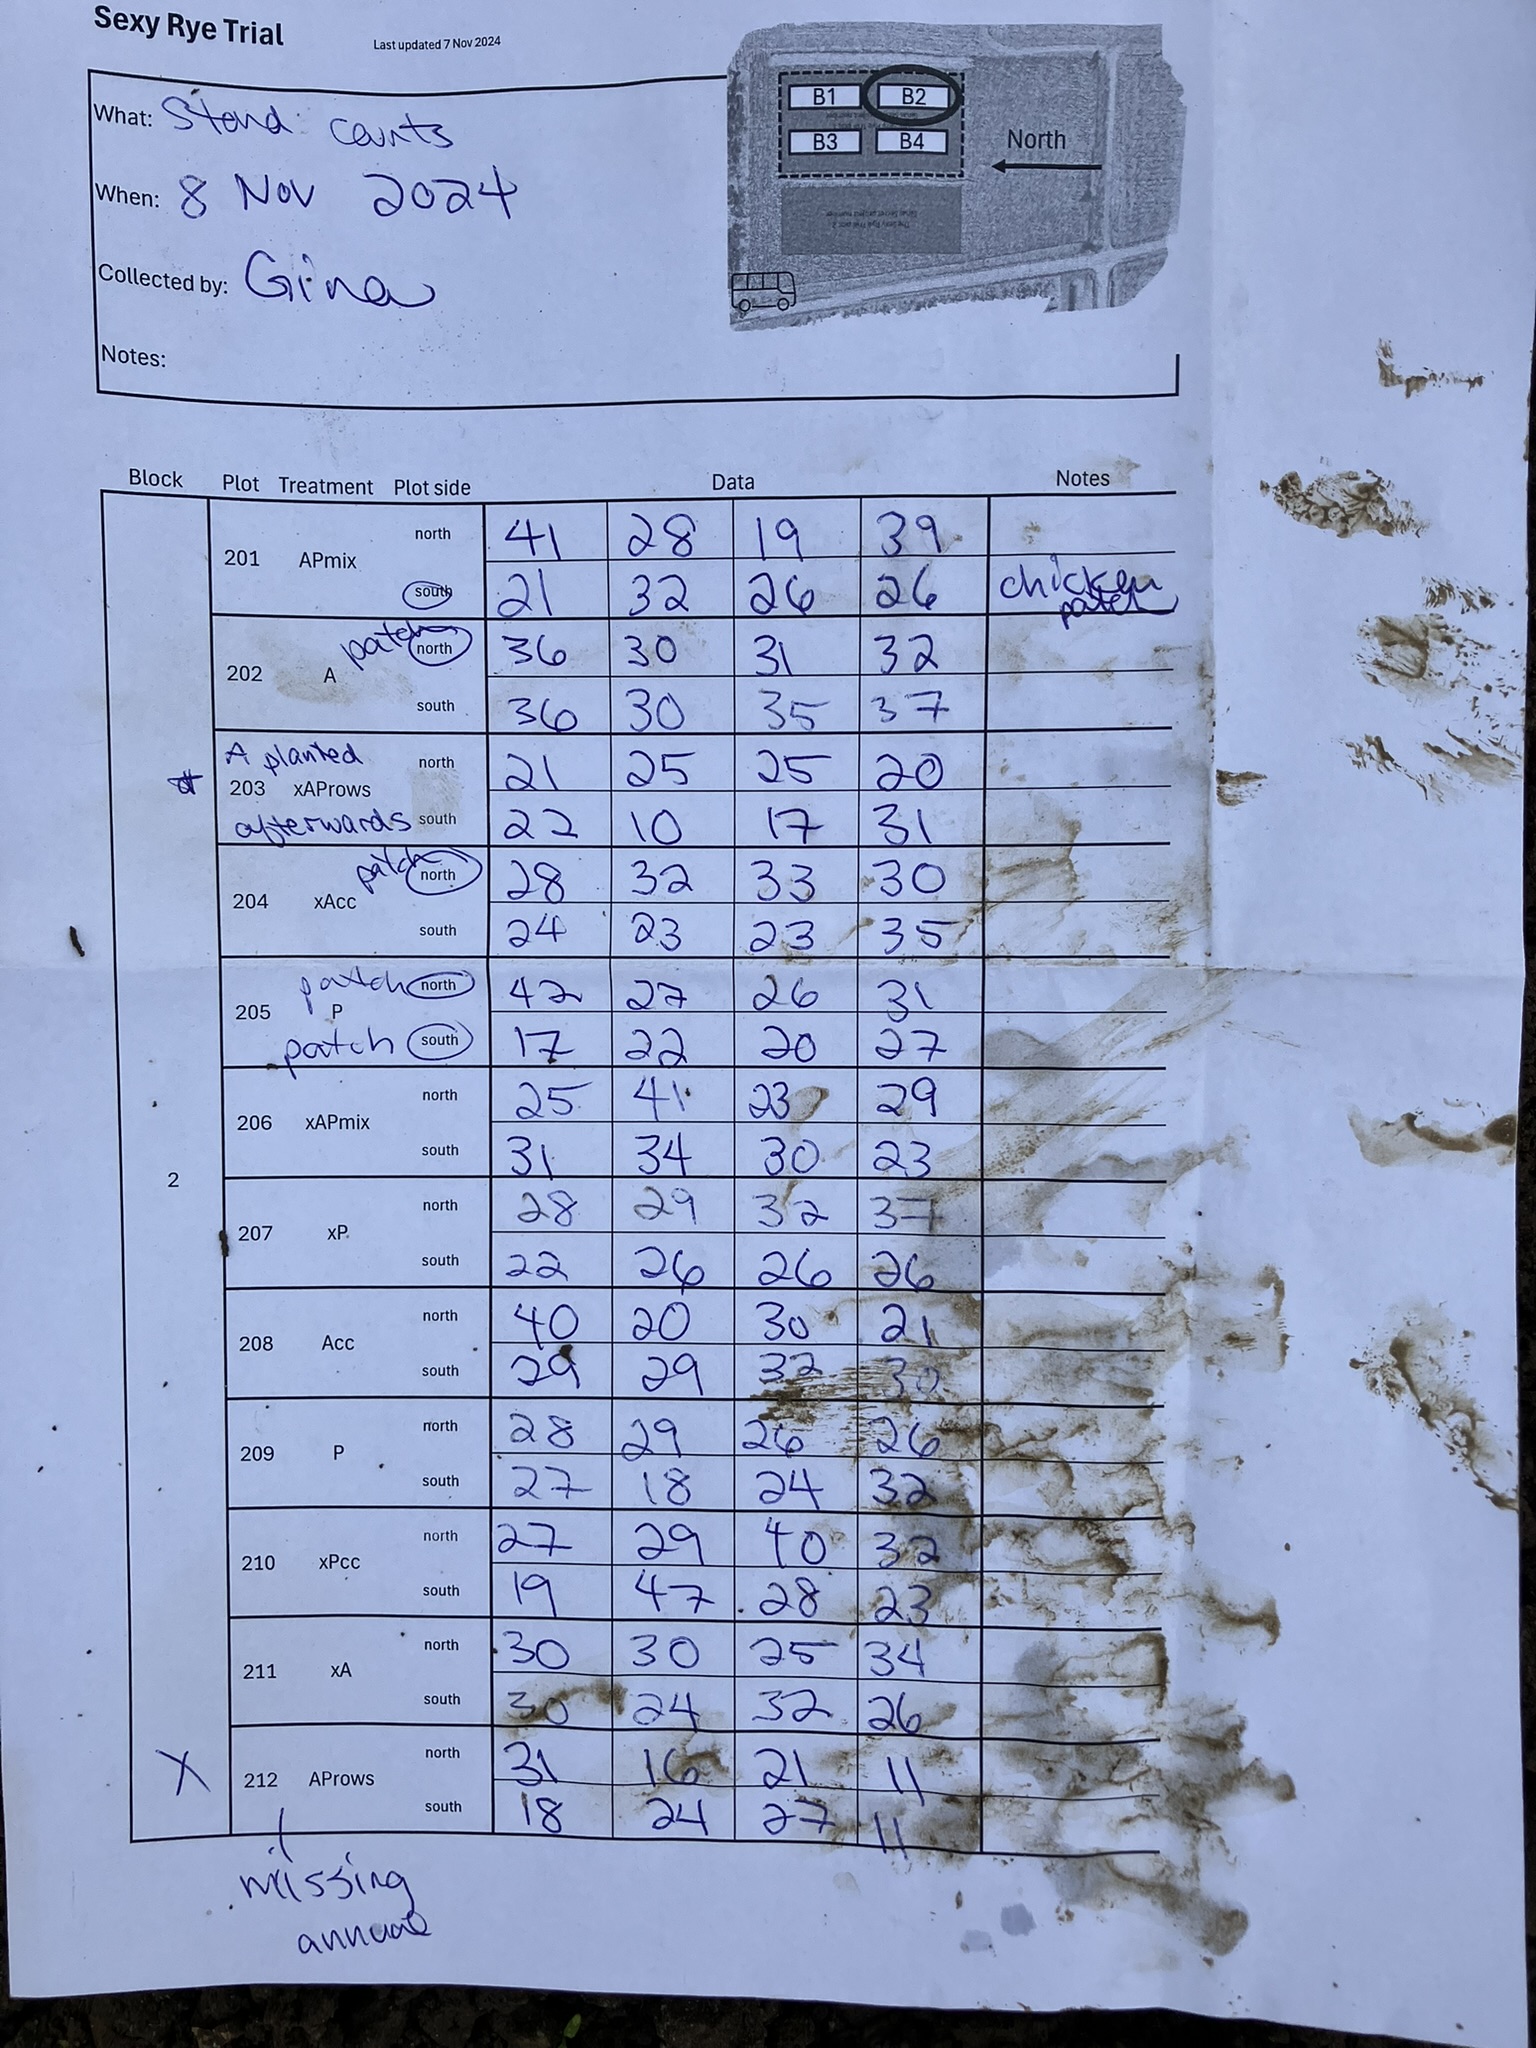 Sexy Rye Trial
Last updated 7 Nov 2024
What: Stand counts
When: 8 Nov 2024
Collected by: Gina
Notes:
B1 B2
B3 B4
North
Block Plot Treatment Plot side Data Notes
2
201 APmix
north 41 28 19 39
south 21 32 26 26 chicken patch
202 A
patch north 36 30 31 32
south 36 30 35 37
A planted
203 xAProws
afterwards
north 21 25 25 20
south 22 10 17 31
204 xAcc
patch north 28 32 33 30
south 24 23 23 35
205 P
patch north 42 27 26 31
patch south 17 22 20 27
206 xAPmix
north 25 41 23 29
south 31 34 30 23
207 xP
north 28 29 32 37
south 22 26 26 26
208 Acc
north 40 20 30 21
south 29 29 32 30
209 P
north 28 29 26 26
south 27 18 24 32
210 xPcc
north 27 29 40 32
south 19 47 28 23
211 xA
north 30 30 25 34
south 30 24 32 26
X 212 AProws
north 31 16 21 11
south 18 24 27 11
missing
annual